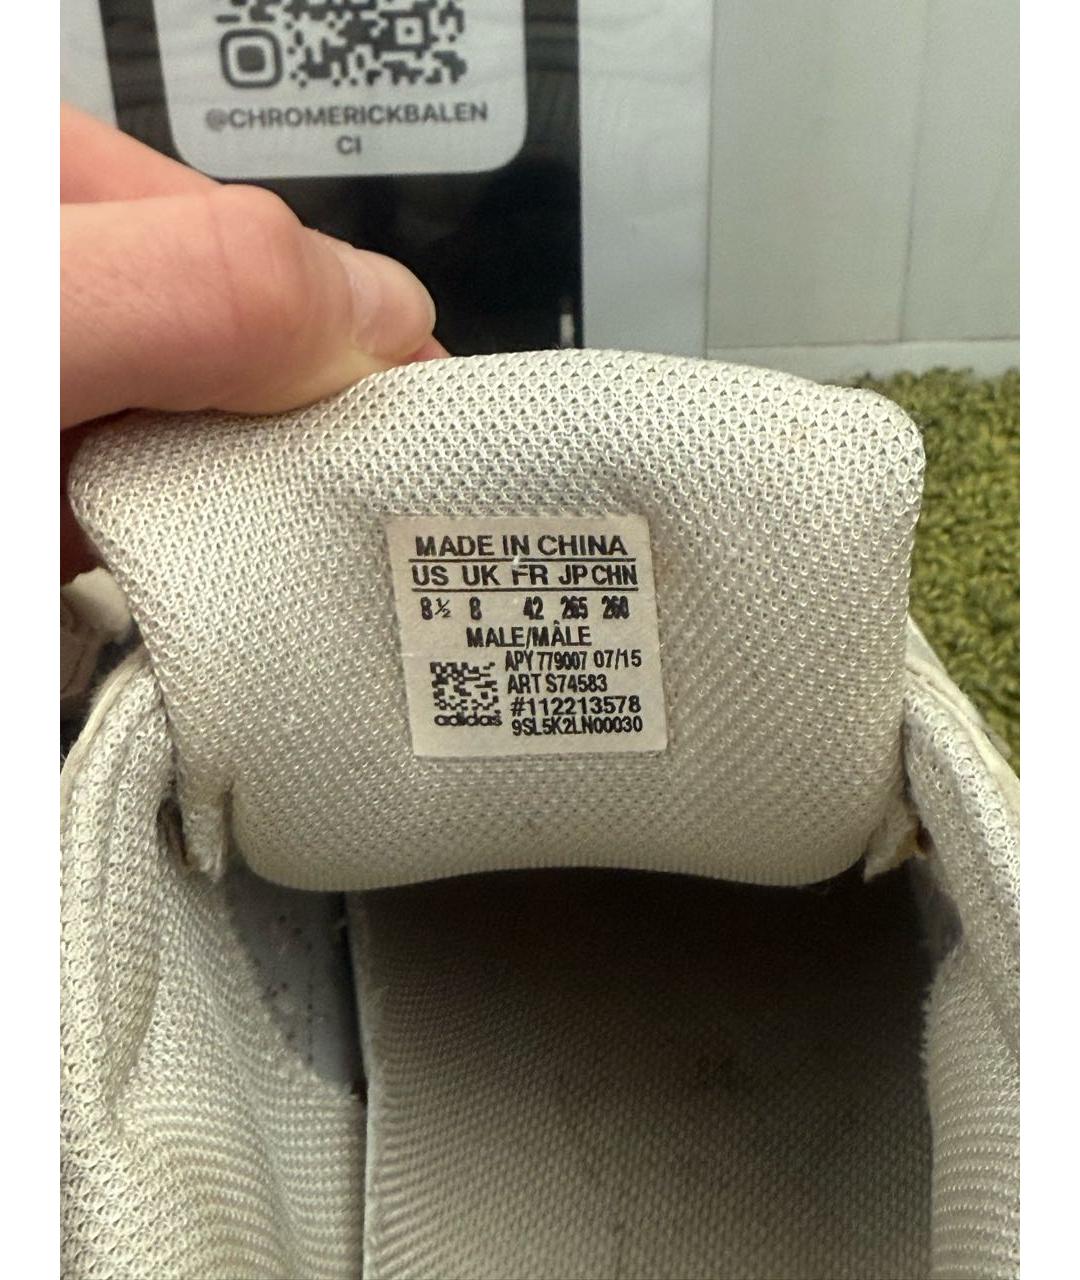 @CHROMERICKBALEN
CI
MADE IN CHINA
US UK FR JP CHN
8½ 8 42 265 260
MALE/MÂLE
APY 779007 07/15
ART S74583
#112213578
adidas 9SL5K2LN00030